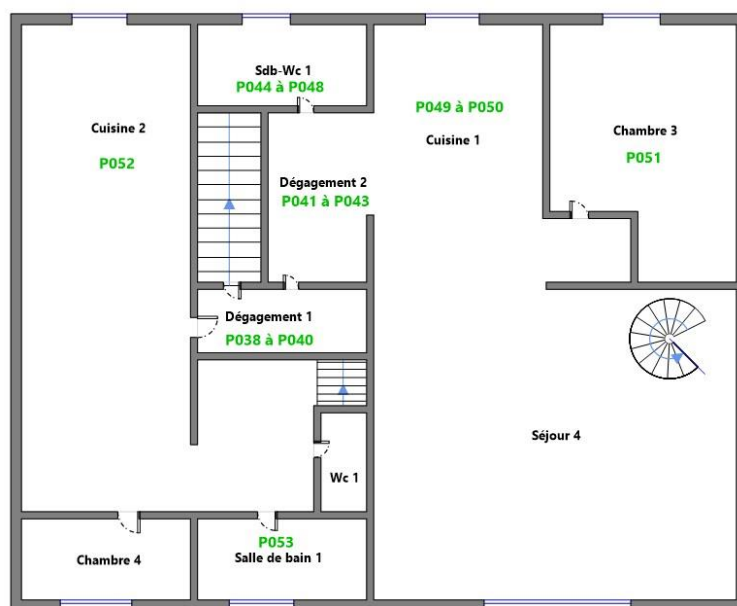 Sdb-Wc 1
P044 à P048
P049 à P050
Cuisine 1
Cuisine 2
P052
Chambre 3
P051
Dégagement 2
P041 à P043
Dégagement 1
P038 à P040
Séjour 4
Wc 1
P053
Salle de bain 1
Chambre 4